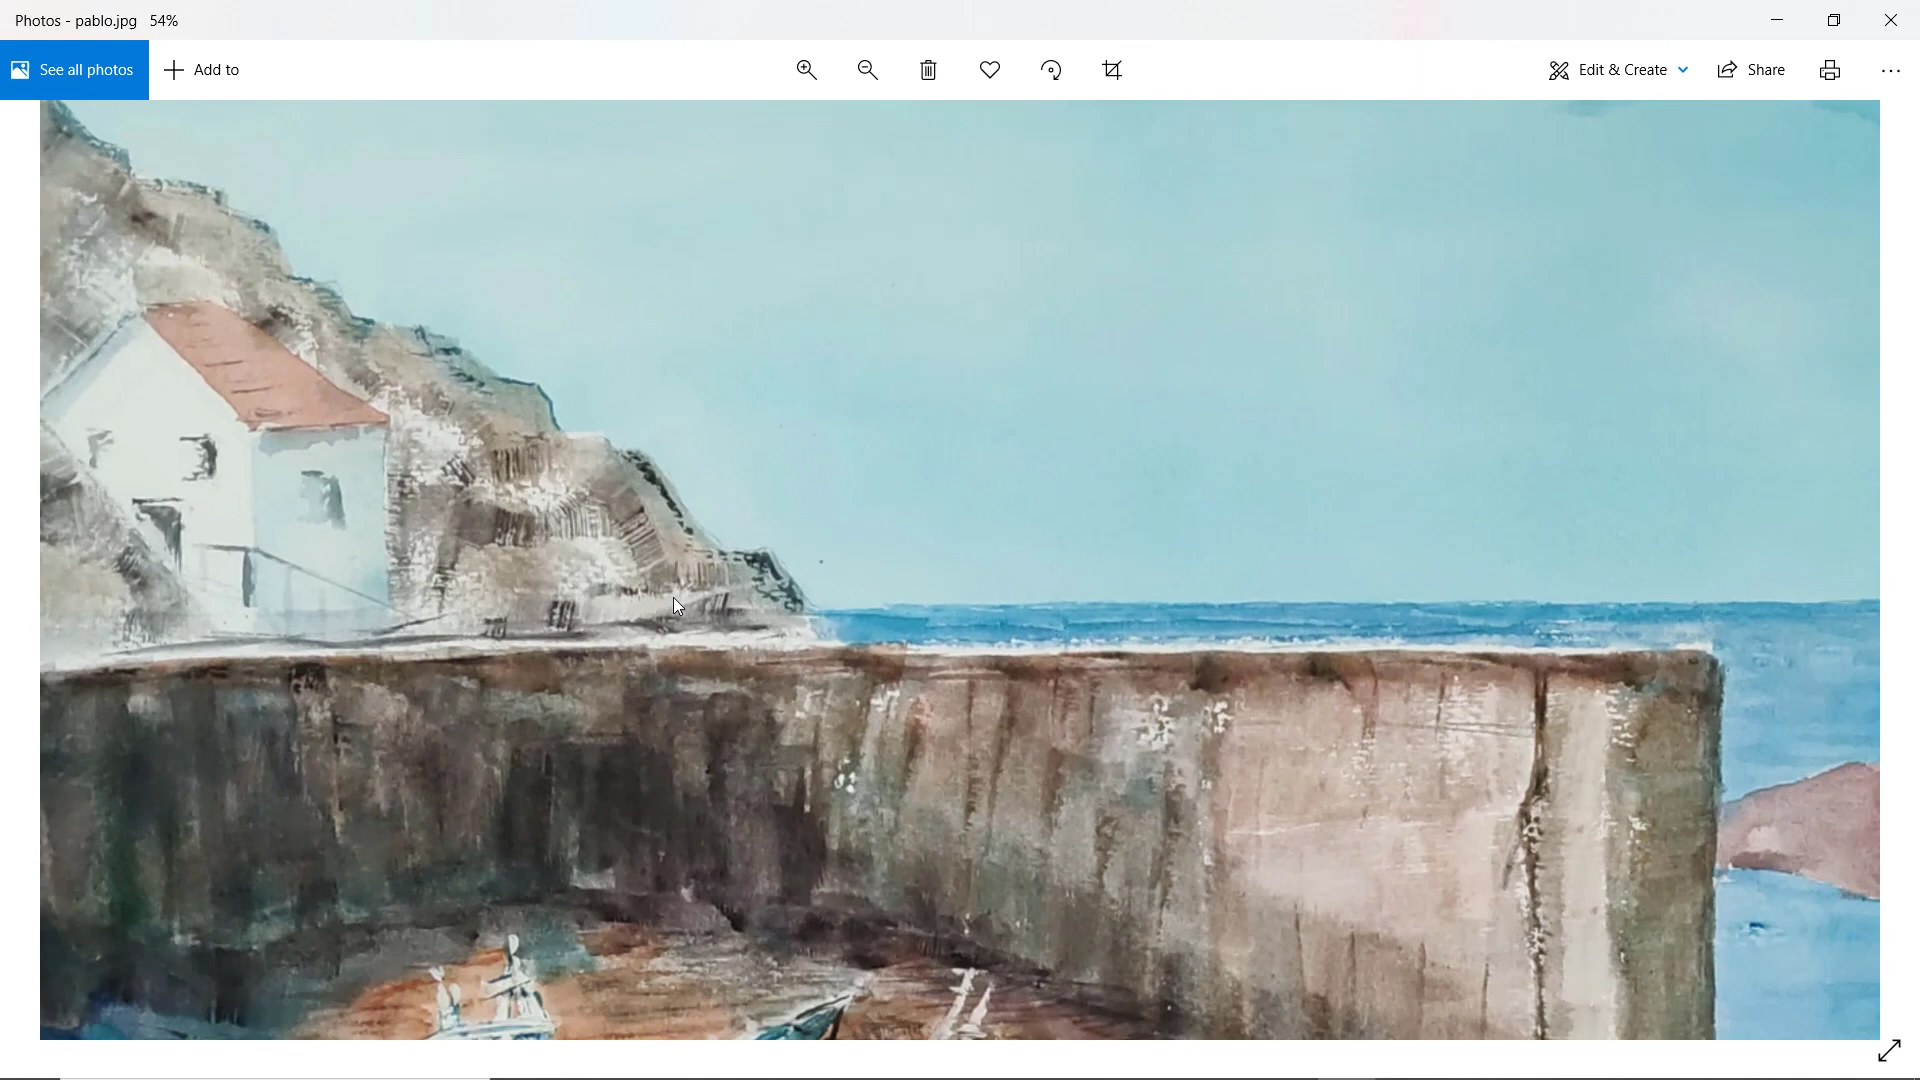 Photos - pablo.jpg 54%
See all photos
Add to
Edit & Create
Share